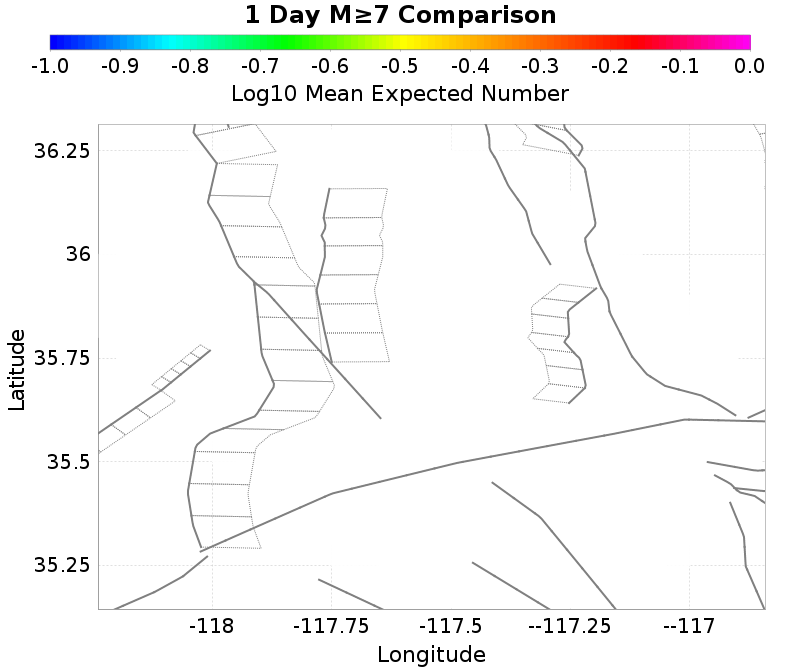 1 Day M≥7 Comparison
-1.0 -0.9 -0.8 -0.7 -0.6 -0.5 -0.4 -0.3 -0.2 -0.1 0.0
Log10 Mean Expected Number
36.25
36
35.75
35.5
35.25
Latitude
-118 -117.75 -117.5 --117.25 --117
Longitude